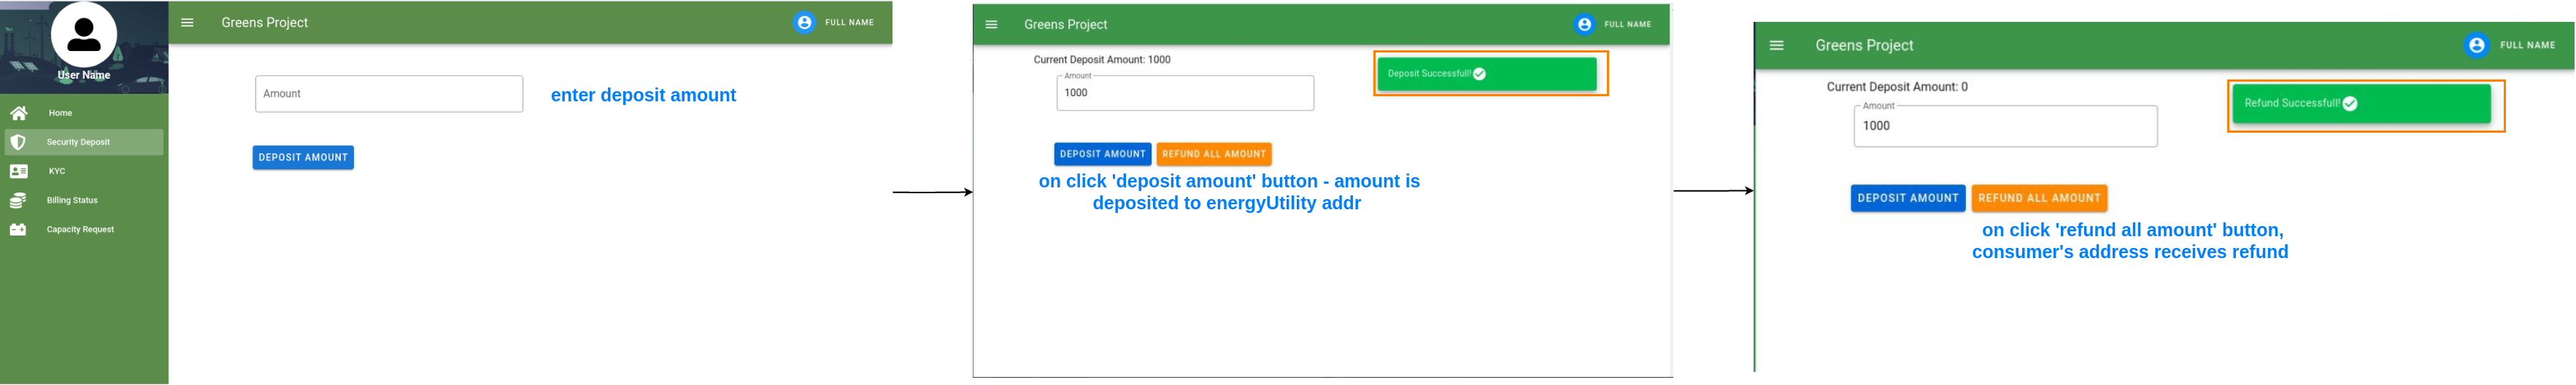 User Name
Home
Security Deposit
KYC
Billing Status
Capacity Request
Greens Project
FULL NAME
Amount
enter deposit amount
DEPOSIT AMOUNT
Greens Project
FULL NAME
Current Deposit Amount: 1000
Amount
1000
Deposit Successfull!
DEPOSIT AMOUNT
REFUND ALL AMOUNT
on click 'deposit amount' button - amount is
deposited to energyUtility addr
Greens Project
FULL NAME
Current Deposit Amount: 0
Amount
1000
Refund Successfull!
DEPOSIT AMOUNT
REFUND ALL AMOUNT
on click 'refund all amount' button,
consumer's address receives refund